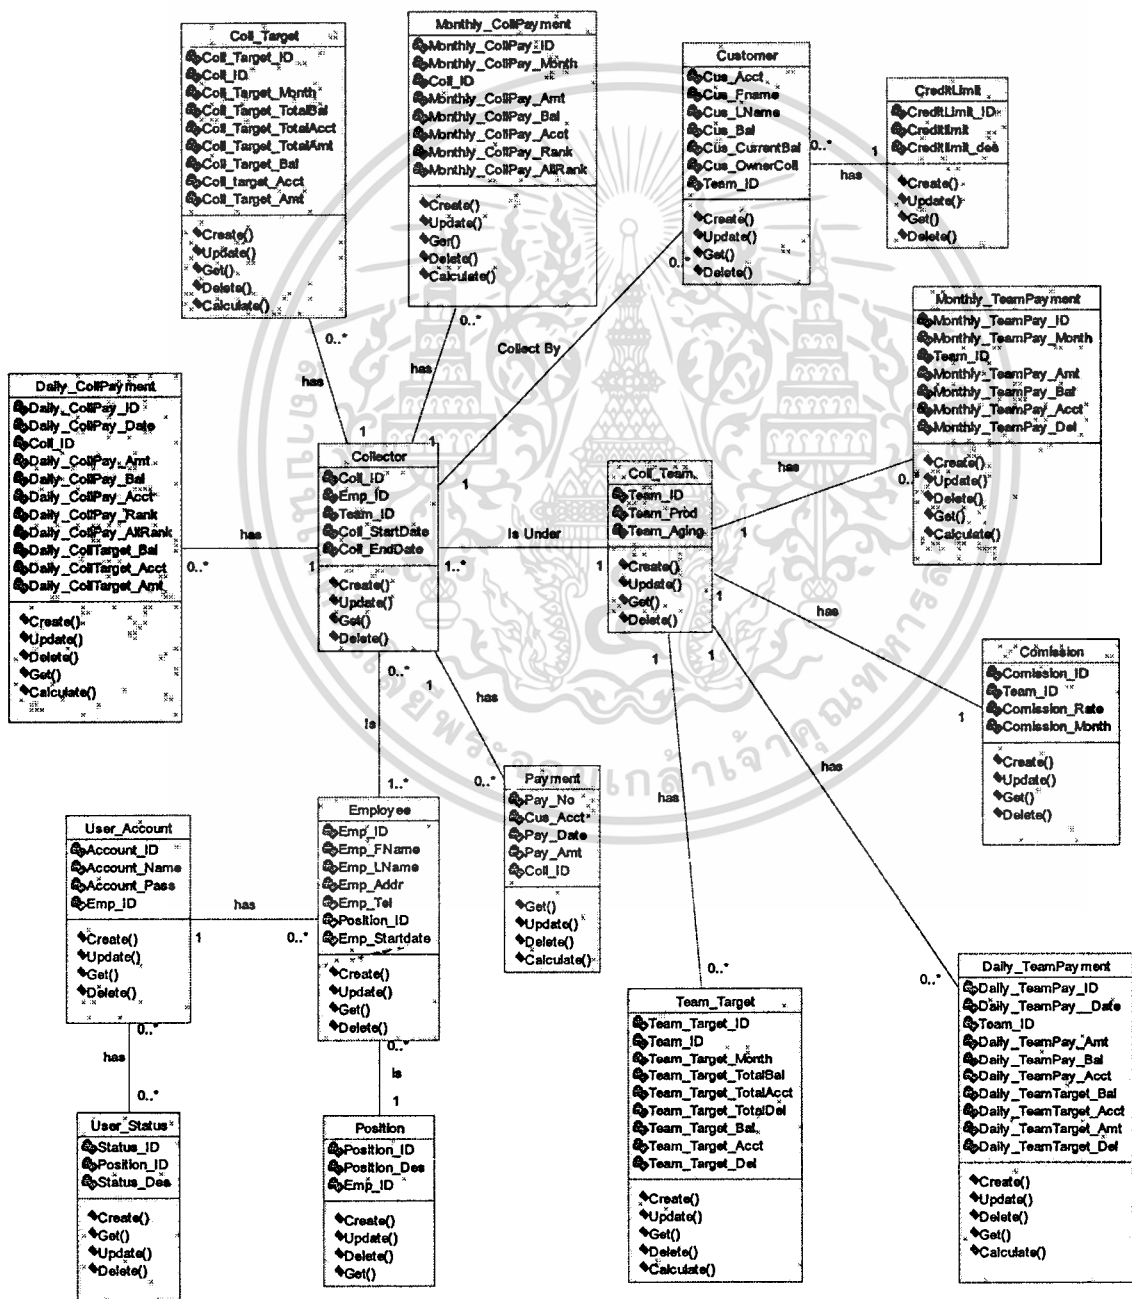 Coll_Target
Coll_Target_ID
Coll_ID
Coll_Target_Month
Coll_Target_TotalBal
Coll_Target_TotalAcct
Coll_Target_TotalAmt
Coll_Target_Bal
Coll_target_Acct
Coll_Target_Amt
Create()
Update()
Get()
Delete()
Calculate()
Monthly_CollPayment
Monthly_CollPay_ID
Monthly_CollPay_Month
Coll_ID
Monthly_CollPay_Amt
Monthly_CollPay_Bal
Monthly_CollPay_Acct
Monthly_CollPay_Rank
Monthly_CollPay_AllRank
Create()
Update()
Get()
Delete()
Calculate()
Customer
Cus_Acct
Cus_Fname
Cus_LName
Cus_Bal
Cus_CurrentBal
Cus_OwnerColl
Team_ID
Create()
Update()
Get()
Delete()
0..*
1
has
CreditLimit
CreditLimit_ID
Creditlimit
Creditlimit_des
Create()
Update()
Get()
Delete()
0..*
0..*
has
0..*
has
Collect By
1
1
1
Daily_CollPayment
Daily_CollPay_ID
Daily_CollPay_Date
Coll_ID
Daily_CollPay_Amt
Daily_CollPay_Bal
Daily_CollPay_Acct
Daily_CollPay_Rank
Daily_CollPay_AllRank
Daily_CollTarget_Bal
Daily_CollTarget_Acct
Daily_CollTarget_Amt
Create()
Update()
Delete()
Get()
Calculate()
has
0..*
1
Collector
Coll_ID
Emp_ID
Team_ID
Coll_StartDate
Coll_EndDate
Create()
Update()
Get()
Delete()
Is Under
1..*
1
Coll_Team
Team_ID
Team_Prod
Team_Aging
Create()
Update()
Get()
Delete()
has
0..*
1
Monthly_TeamPayment
Monthly_TeamPay_ID
Monthly_TeamPay_Month
Team_ID
Monthly_TeamPay_Amt
Monthly_TeamPay_Bal
Monthly_TeamPay_Acct
Monthly_TeamPay_Del
Create()
Update()
Delete()
Get()
Calculate()
1
has
1
Comission
Comission_ID
Team_ID
Comission_Rate
Comission_Month
Create()
Update()
Get()
Delete()
0..*
Is
1..*
1
has
0..*
1
has
0..*
1
has
0..*
Payment
Pay_No
Cus_Acct
Pay_Date
Pay_Amt
Coll_ID
Get()
Update()
Delete()
Calculate()
User_Account
Account_ID
Account_Name
Account_Pass
Emp_ID
Create()
Update()
Get()
Delete()
has
1
0..*
Employee
Emp_ID
Emp_FName
Emp_LName
Emp_Addr
Emp_Tel
Position_ID
Emp_Startdate
Create()
Update()
Get()
Delete()
0..*
has
0..*
0..*
is
1
User_Status
Status_ID
Position_ID
Status_Des
Create()
Get()
Update()
Delete()
Position
Position_ID
Position_Des
Emp_ID
Create()
Update()
Delete()
Get()
Team_Target
Team_Target_ID
Team_ID
Team_Target_Month
Team_Target_TotalBal
Team_Target_TotalAcct
Team_Target_TotalDel
Team_Target_Bal
Team_Target_Acct
Team_Target_Del
Create()
Update()
Get()
Delete()
Calculate()
Daily_TeamPayment
Daily_TeamPay_ID
Daily_TeamPay__Date
Team_ID
Daily_TeamPay_Amt
Daily_TeamPay_Bal
Daily_TeamPay_Acct
Daily_TeamTarget_Bal
Daily_TeamTarget_Acct
Daily_TeamTarget_Amt
Daily_TeamTarget_Del
Create()
Update()
Delete()
Get()
Calculate()